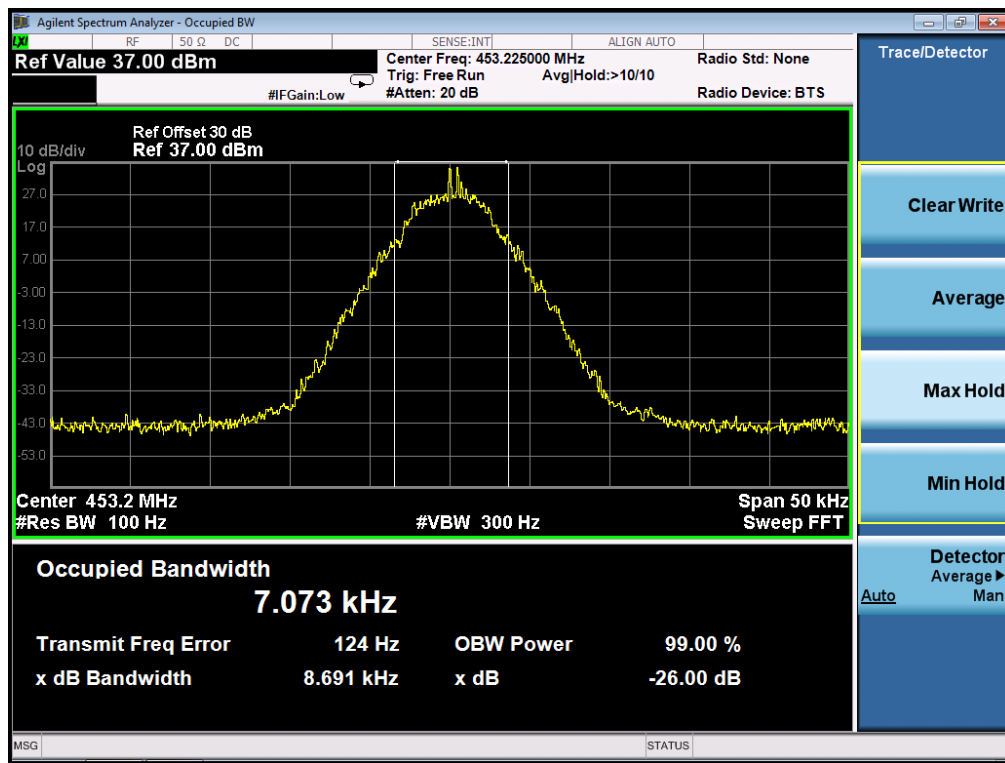 Agilent Spectrum Analyzer - Occupied BW
LXI RF 50 Ω DC SENSE:INT ALIGN AUTO
Ref Value 37.00 dBm
Center Freq: 453.225000 MHz Radio Std: None
Trig: Free Run Avg|Hold:>10/10
#IFGain:Low #Atten: 20 dB Radio Device: BTS
Trace/Detector
Ref Offset 30 dB
10 dB/div Ref 37.00 dBm
Log
27.0
17.0
7.00
-3.00
-13.0
-23.0
-33.0
-43.0
-53.0
Center 453.2 MHz Span 50 kHz
#Res BW 100 Hz #VBW 300 Hz Sweep FFT
Occupied Bandwidth
7.073 kHz
Transmit Freq Error 124 Hz OBW Power 99.00 %
x dB Bandwidth 8.691 kHz x dB -26.00 dB
Clear Write
Average
Max Hold
Min Hold
Detector
Average
Auto Man
MSG STATUS